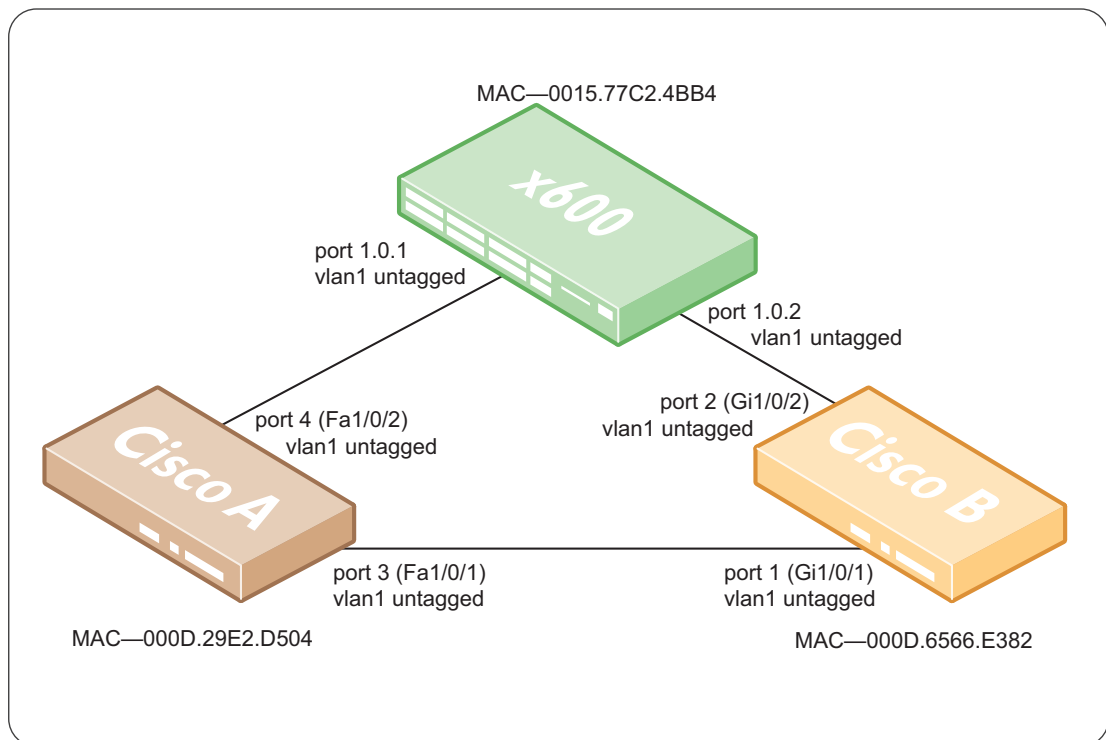 MAC—0015.77C2.4BB4
x600
port 1.0.1
vlan1 untagged
port 1.0.2
vlan1 untagged
port 4 (Fa1/0/2)
vlan1 untagged
port 2 (Gi1/0/2)
vlan1 untagged
Cisco A
Cisco B
port 3 (Fa1/0/1)
vlan1 untagged
port 1 (Gi1/0/1)
vlan1 untagged
MAC—000D.29E2.D504
MAC—000D.6566.E382